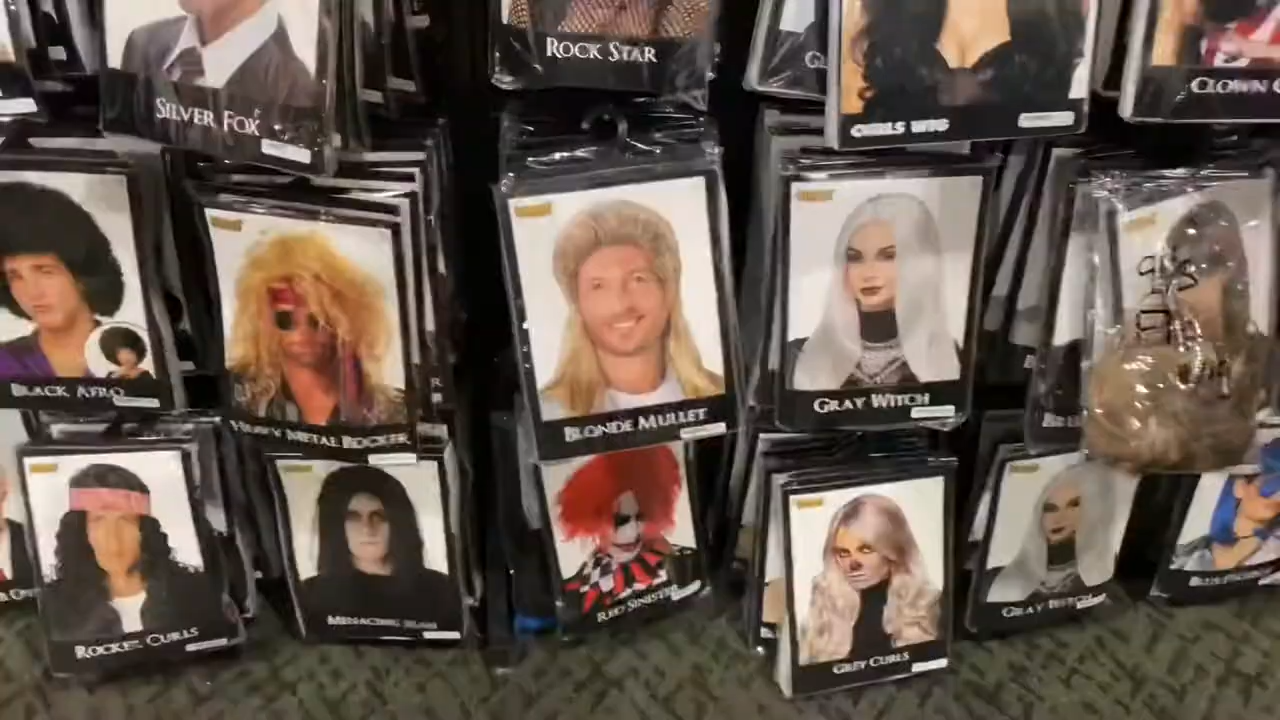 SILVER FOX
ROCK STAR
CURLS WIG
CLOWN
BLACK AFRO
HEAVY METAL ROCKER
BLONDE MULLET
GRAY WITCH
ROCKER CURLS
MENACING MAN
RED SINISTER
GREY CURLS
GRAY WITCH